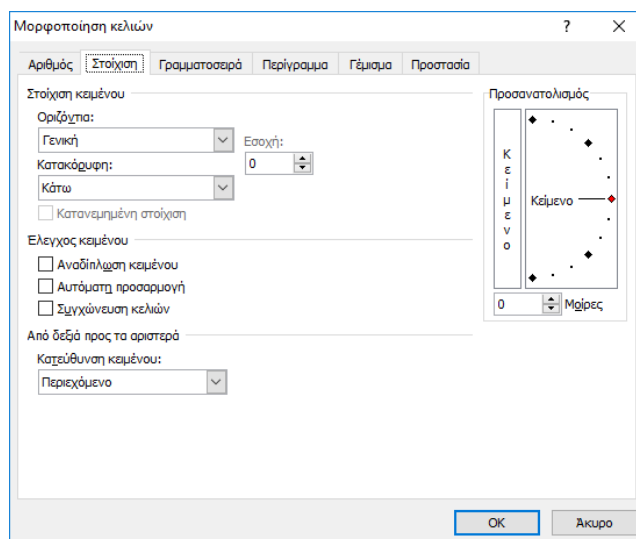 Μορφοποίηση κελιών
Αριθμός Στοίχιση Γραμματοσειρά Περίγραμμα Γέμισμα Προστασία
Στοίχιση κειμένου
Οριζόντια:
Γενική
Εσοχή:
0
Κατακόρυφη:
Κάτω
Κατανεμημένη στοίχιση
Έλεγχος κειμένου
Αναδίπλωση κειμένου
Αυτόματη προσαρμογή
Συγχώνευση κελιών
Από δεξιά προς τα αριστερά
Κατεύθυνση κειμένου:
Περιεχόμενο
Προσανατολισμός
Κείμενο
Κείμενο
0 Μοίρες
OK Άκυρο